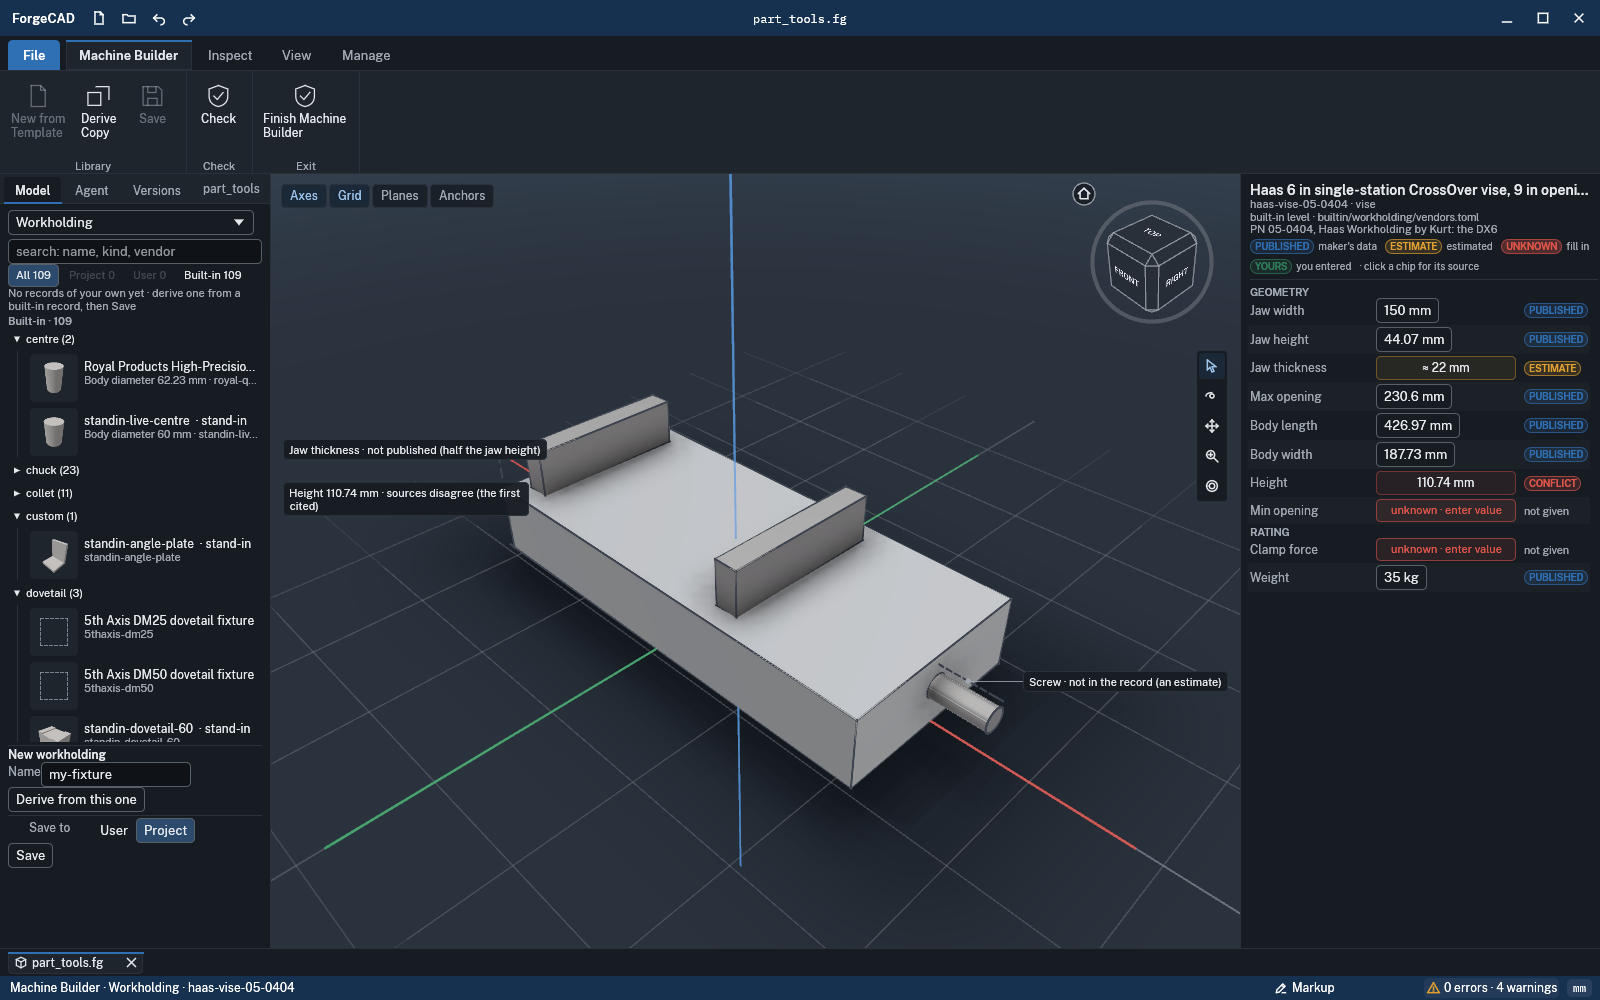 ForgeCAD
part_tools.fg
File
Machine Builder
Inspect
View
Manage
New from
Template
Derive
Copy
Save
Check
Finish Machine
Builder
Library
Check
Exit
Model
Agent
Versions
part_tools
Workholding
search: name, kind, vendor
All 109
Project 0
User 0
Built-in 109
No records of your own yet · derive one from a
built-in record, then Save
Built-in · 109
centre (2)
Royal Products High-Precisio...
Body diameter 62.23 mm · royal-q...
standin-live-centre · stand-in
Body diameter 60 mm · standin-liv...
chuck (23)
collet (11)
custom (1)
standin-angle-plate · stand-in
standin-angle-plate
dovetail (3)
5th Axis DM25 dovetail fixture
5thaxis-dm25
5th Axis DM50 dovetail fixture
5thaxis-dm50
standin-dovetail-60 · stand-in
standin-dovetail-60
New workholding
Name
my-fixture
Derive from this one
Save to
User
Project
Save
Axes
Grid
Planes
Anchors
TOP
FRONT
RIGHT
Jaw thickness · not published (half the jaw height)
Height 110.74 mm · sources disagree (the first
cited)
Screw · not in the record (an estimate)
Haas 6 in single-station CrossOver vise, 9 in openi...
haas-vise-05-0404 · vise
built-in level · builtin/workholding/vendors.toml
PN 05-0404, Haas Workholding by Kurt: the DX6
PUBLISHED maker's data ESTIMATE estimated UNKNOWN fill in
YOURS you entered · click a chip for its source
GEOMETRY
Jaw width 150 mm PUBLISHED
Jaw height 44.07 mm PUBLISHED
Jaw thickness ≈ 22 mm ESTIMATE
Max opening 230.6 mm PUBLISHED
Body length 426.97 mm PUBLISHED
Body width 187.73 mm PUBLISHED
Height 110.74 mm CONFLICT
Min opening unknown · enter value not given
RATING
Clamp force unknown · enter value not given
Weight 35 kg PUBLISHED
part_tools.fg
Machine Builder · Workholding · haas-vise-05-0404
Markup
0 errors · 4 warnings
mm